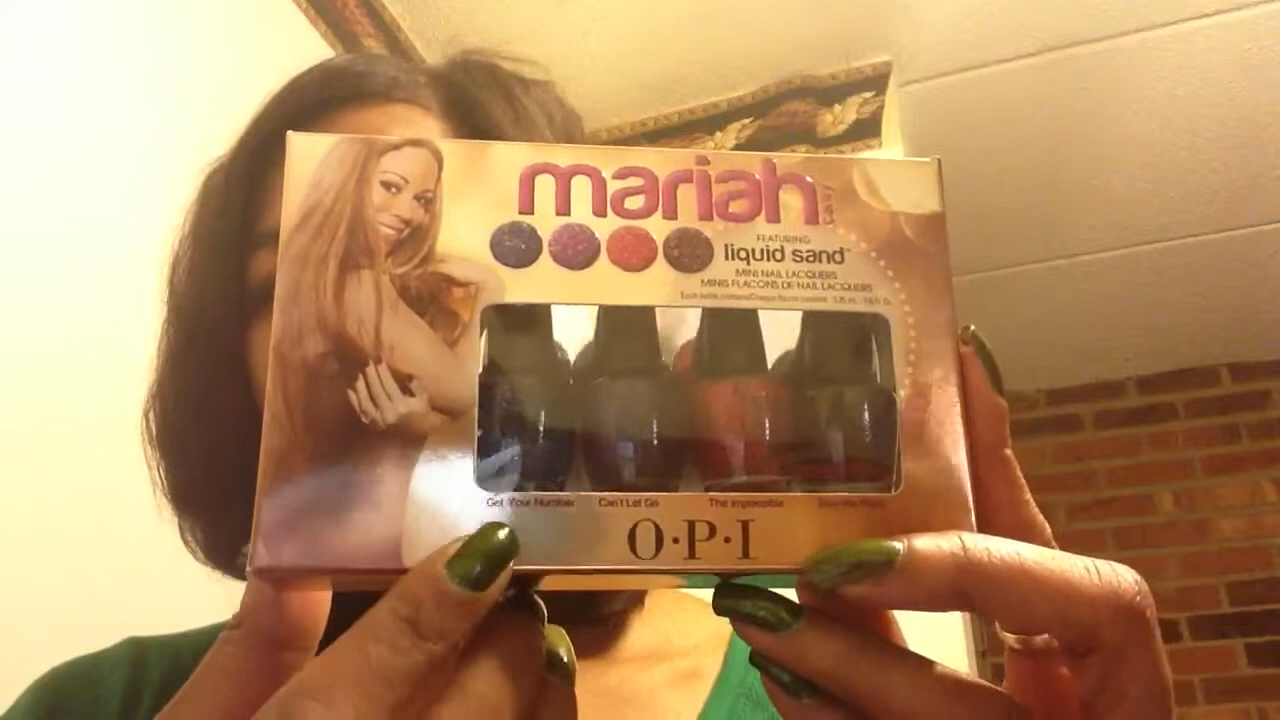 mariah
carey
FEATURING
liquid sand™
MINI NAIL LACQUERS
MINIS FLACONS DE NAIL LACQUERS
Get Your Number Can't Let Go The Impossible
O·P·I